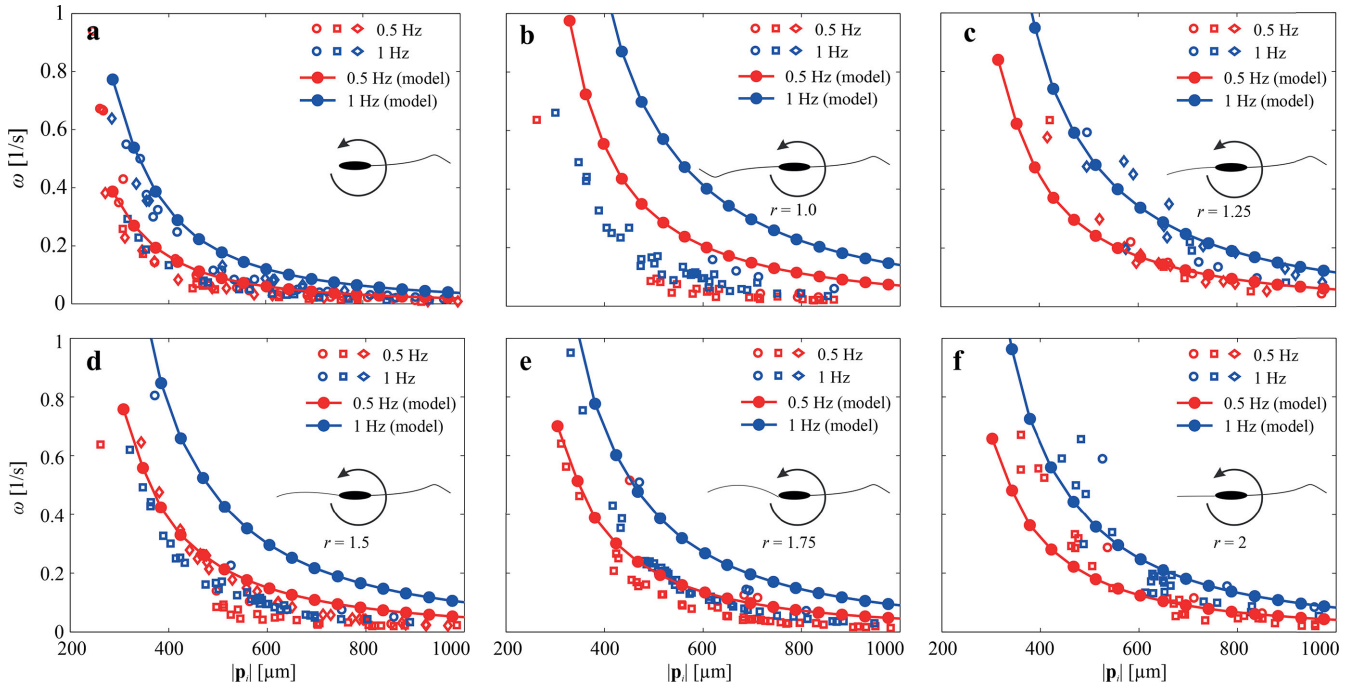 a
0.5 Hz
1 Hz
0.5 Hz (model)
1 Hz (model)
1
0.8
0.6
0.4
0.2
0
ω [1/s]
b
0.5 Hz
1 Hz
0.5 Hz (model)
1 Hz (model)
r = 1.0
c
0.5 Hz
1 Hz
0.5 Hz (model)
1 Hz (model)
r = 1.25
d
0.5 Hz
1 Hz
0.5 Hz (model)
1 Hz (model)
r = 1.5
1
0.8
0.6
0.4
0.2
0
ω [1/s]
200 400 600 800 1000
|pᵢ| [µm]
e
0.5 Hz
1 Hz
0.5 Hz (model)
1 Hz (model)
r = 1.75
200 400 600 800 1000
|pᵢ| [µm]
f
0.5 Hz
1 Hz
0.5 Hz (model)
1 Hz (model)
r = 2
200 400 600 800 1000
|pᵢ| [µm]